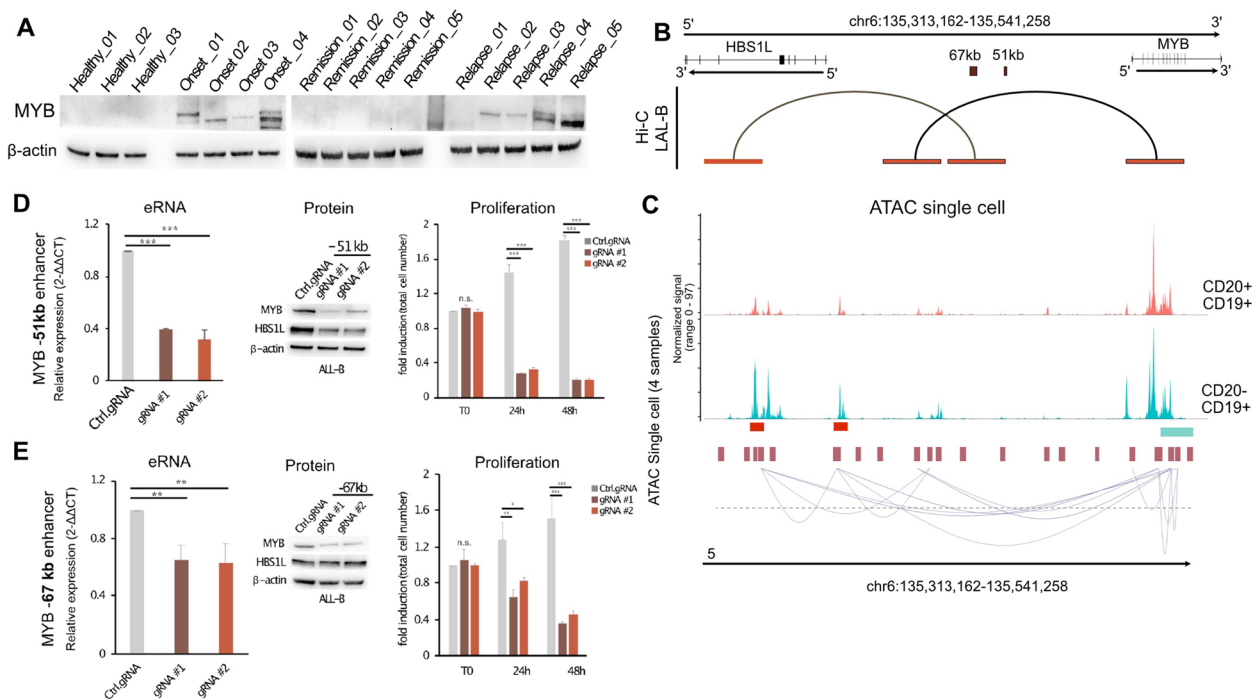 A
Healthy_01
Healthy_02
Healthy_03
Onset_01
Onset 02
Onset 03
Onset_04
Remission_01
Remission_02
Remission_03
Remission_04
Remission_05
Relapse_01
Relapse_02
Relapse_03
Relapse_04
Relapse_05
MYB
β-actin
B
5'
chr6:135,313,162-135,541,258
3'
HBS1L
67kb
51kb
MYB
3'
5'
5'
3'
Hi-C
LAL-B
C
ATAC single cell
ATAC Single cell (4 samples)
Normalized signal
(range 0 - 97)
CD20+
CD19+
CD20-
CD19+
5
chr6:135,313,162-135,541,258
D
MYB -51kb enhancer
Relative expression (2-ΔΔCT)
eRNA
***
***
1.2
0.8
0.4
0
Ctrl.gRNA
gRNA #1
gRNA #2
Protein
-51 kb
Ctrl.gRNA
gRNA #1
gRNA #2
MYB
HBS1L
β-actin
ALL-B
Proliferation
fold induction(total cell number)
2
1.6
1.2
0.8
0.4
0
n.s.
***
***
***
***
Ctrl.gRNA
gRNA #1
gRNA #2
T0
24h
48h
E
MYB -67 kb enhancer
Relative expression (2-ΔΔCT)
eRNA
**
**
1.2
0.9
0.6
0.3
0
Ctrl.gRNA
gRNA #1
gRNA #2
Protein
-67kb
Ctrl.gRNA
gRNA #1
gRNA #2
MYB
HBS1L
β-actin
ALL-B
Proliferation
fold induction(total cell number)
2
1.6
1.2
0.8
0.4
0
n.s.
**
*
***
***
Ctrl.gRNA
gRNA #1
gRNA #2
T0
24h
48h